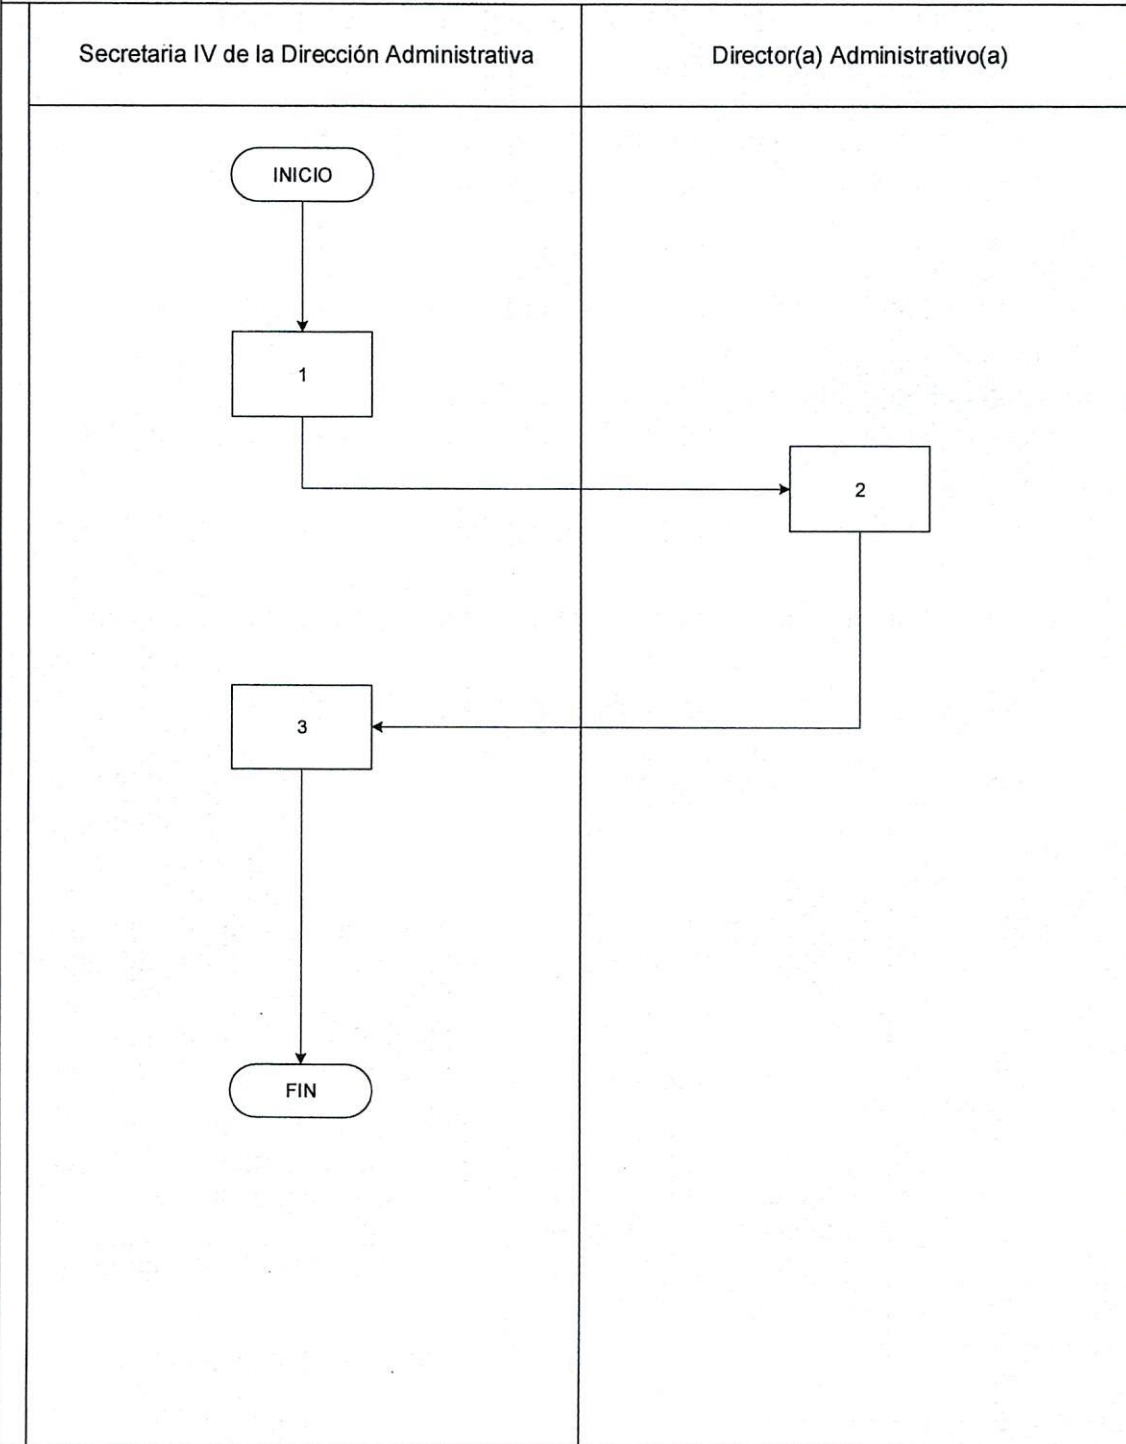 Secretaria IV de la Dirección Administrativa
Director(a) Administrativo(a)
INICIO
1
2
3
FIN